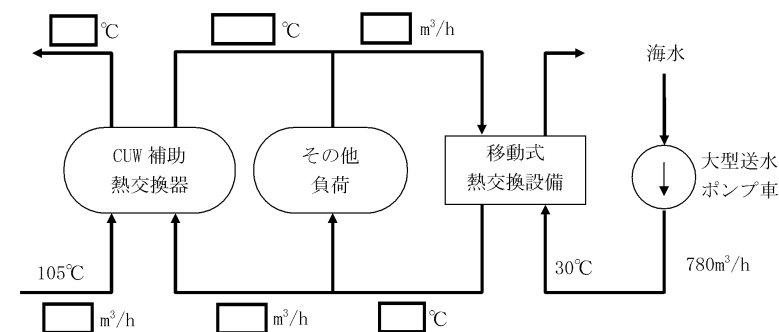 ℃
℃
m³/h
海水
CUW 補助
熱交換器
その他
負荷
移動式
熱交換設備
大型送水
ポンプ車
105℃
30℃
780m³/h
m³/h
m³/h
℃